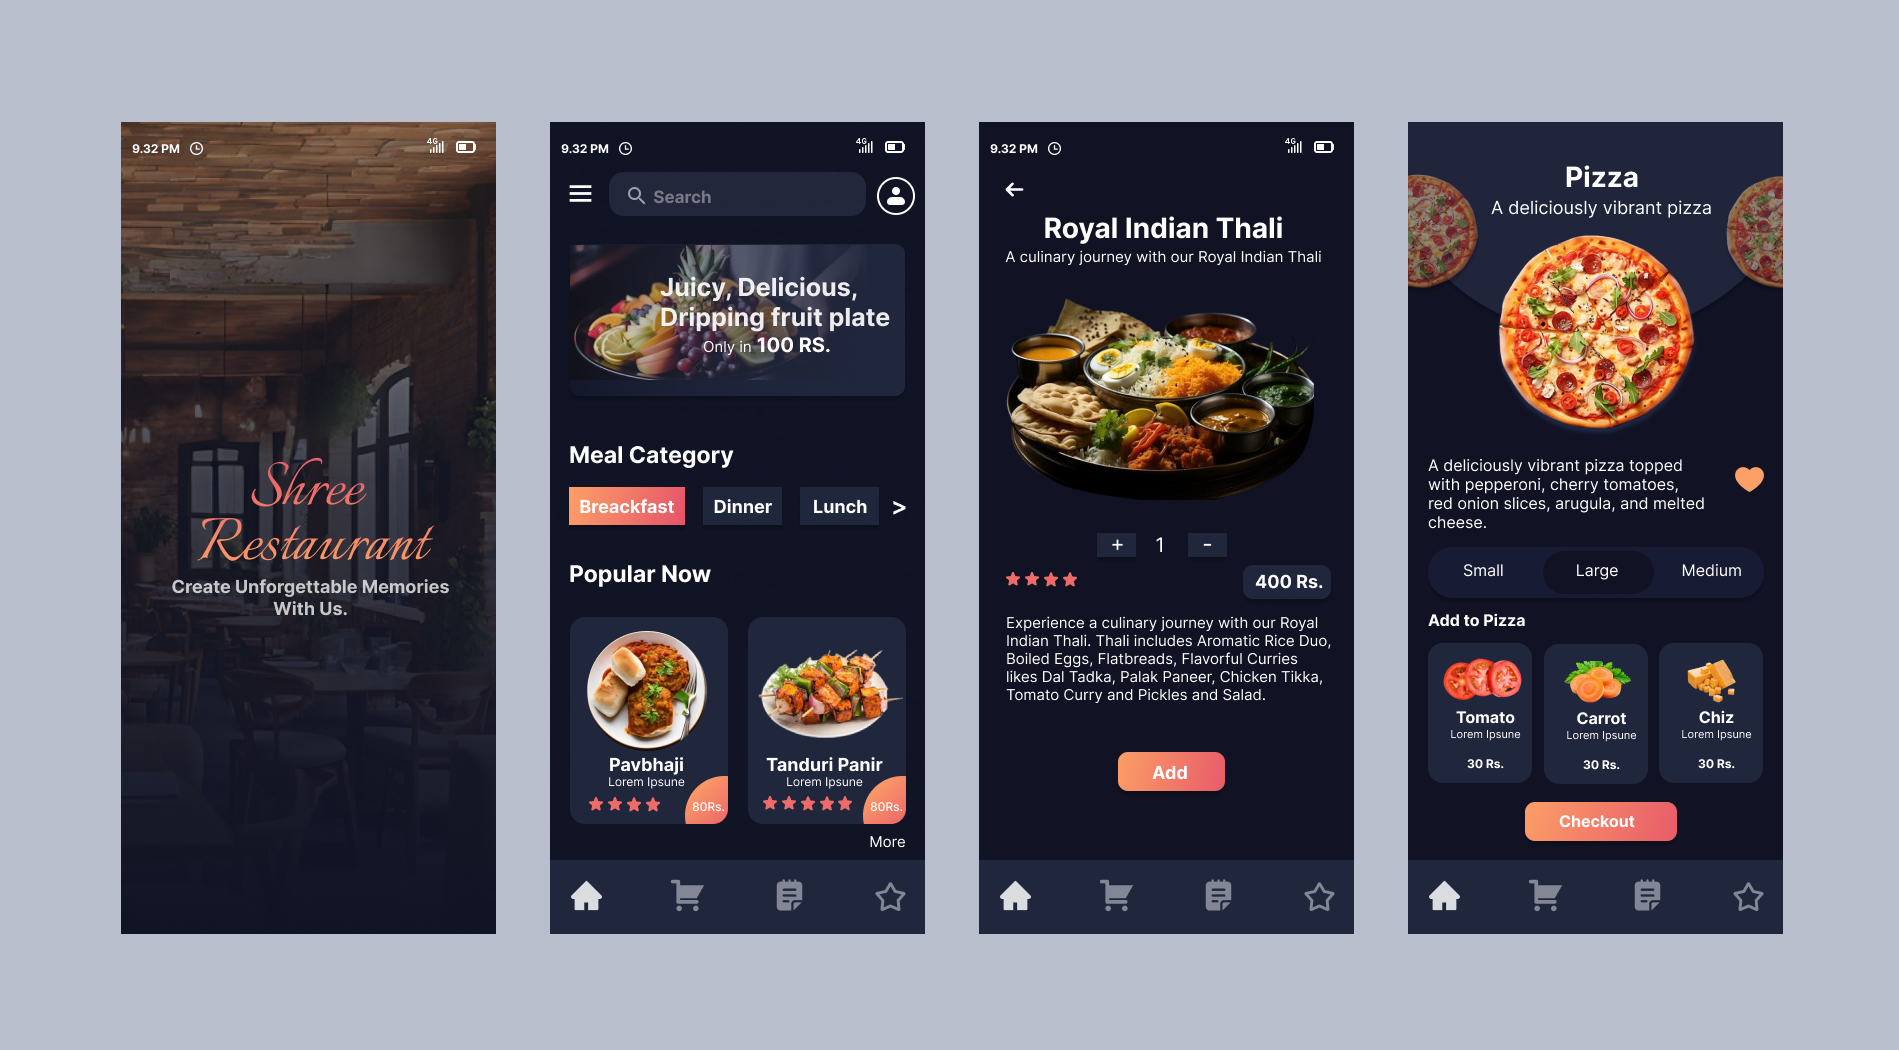 9.32 PM
4G
Shree
Restaurant
Create Unforgettable Memories
With Us.
9.32 PM
4G
Search
Juicy, Delicious,
Dripping fruit plate
Only in 100 RS.
Meal Category
Breackfast
Dinner
Lunch
>
Popular Now
Pavbhaji
Lorem Ipsune
80Rs.
Tanduri Panir
Lorem Ipsune
80Rs.
More
9.32 PM
4G
Royal Indian Thali
A culinary journey with our Royal Indian Thali
+ 1 -
400 Rs.
Experience a culinary journey with our Royal
Indian Thali. Thali includes Aromatic Rice Duo,
Boiled Eggs, Flatbreads, Flavorful Curries
likes Dal Tadka, Palak Paneer, Chicken Tikka,
Tomato Curry and Pickles and Salad.
Add
Pizza
A deliciously vibrant pizza
A deliciously vibrant pizza topped
with pepperoni, cherry tomatoes,
red onion slices, arugula, and melted
cheese.
Small
Large
Medium
Add to Pizza
Tomato
Lorem Ipsune
30 Rs.
Carrot
Lorem Ipsune
30 Rs.
Chiz
Lorem Ipsune
30 Rs.
Checkout